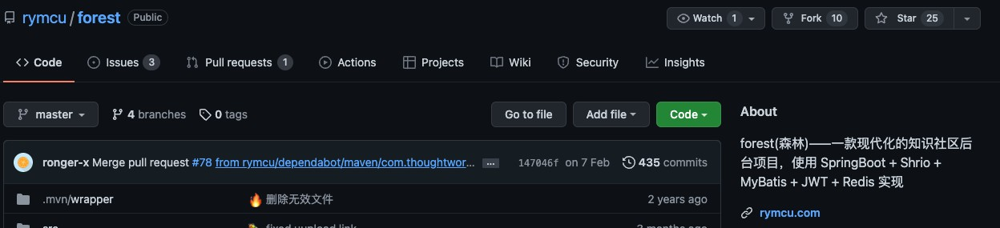 rymcu / forest Public Watch 1 Fork 10 Star 25
Code Issues 3 Pull requests 1 Actions Projects Wiki Security Insights
master 4 branches 0 tags Go to file Add file Code
ronger-x Merge pull request #78 from rymcu/dependabot/maven/com.thoughtwor... ... 147046f on 7 Feb 435 commits
.mvn/wrapper 🔥 删除无效文件 2 years ago
src fixed uupload link 3 months ago
About
forest(森林)——一款现代化的知识社区后
台项目，使用 SpringBoot + Shrio +
MyBatis + JWT + Redis 实现
rymcu.com